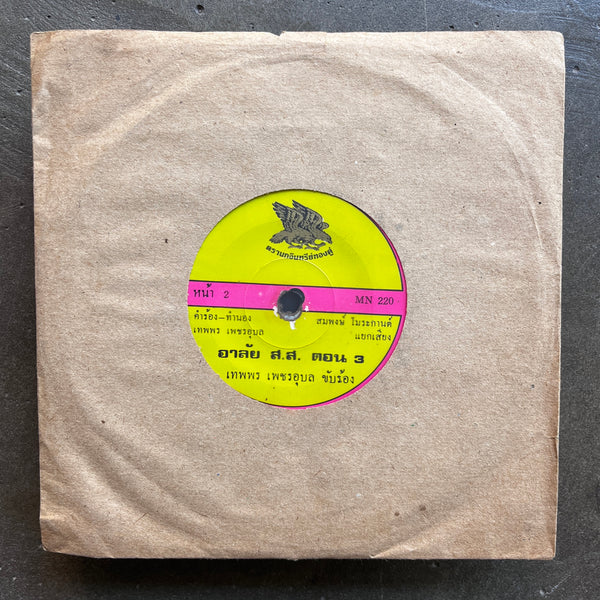 ตรานกอินทรีย์ทองคู่
หน้า 2 MN 220
คำร้อง–ทำนอง สมพงษ์ โมระกานต์
เทพพร เพชรอุบล แยกเสียง
อาลัย ส.ส. ตอน 3
เทพพร เพชรอุบล ขับร้อง